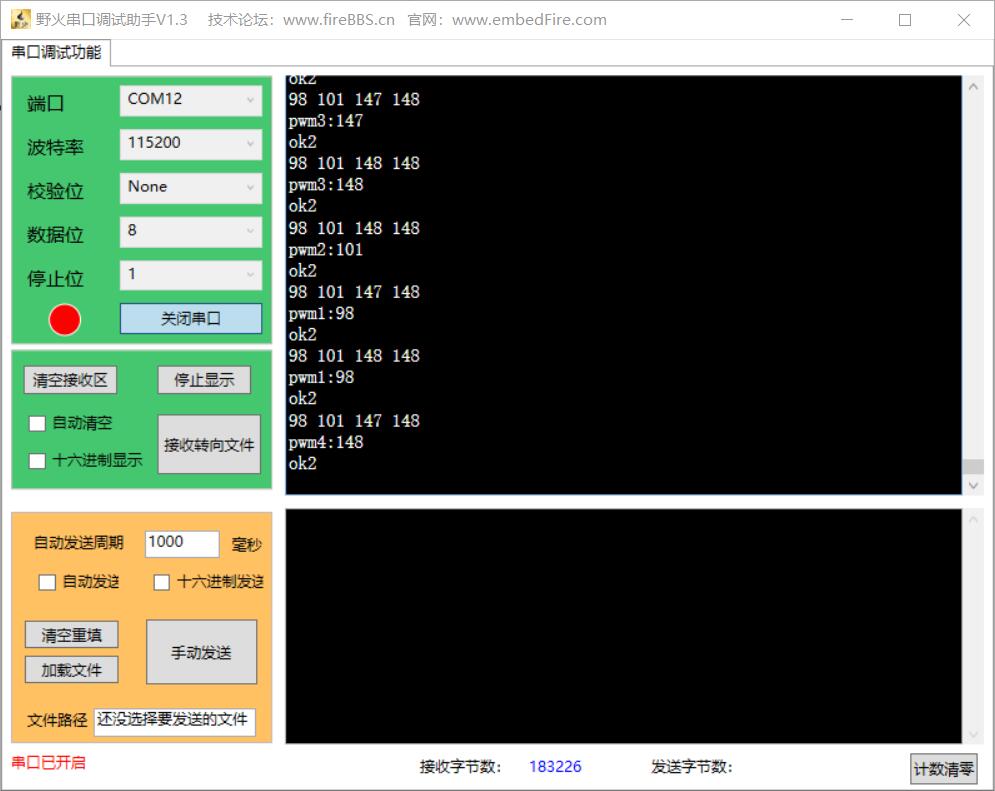 野火串口调试助手V1.3 技术论坛：www.fireBBS.cn 官网：www.embedFire.com
串口调试功能
端口 COM12
波特率 115200
校验位 None
数据位 8
停止位 1
关闭串口
清空接收区 停止显示
自动清空
接收转向文件
十六进制显示
ok2
98 101 147 148
pwm3:147
ok2
98 101 148 148
pwm3:148
ok2
98 101 148 148
pwm2:101
ok2
98 101 147 148
pwm1:98
ok2
98 101 148 148
pwm1:98
ok2
98 101 147 148
pwm4:148
ok2
自动发送周期 1000 毫秒
自动发送 十六进制发送
清空重填
手动发送
加载文件
文件路径 还没选择要发送的文件
串口已开启 接收字节数： 183226 发送字节数： 计数清零